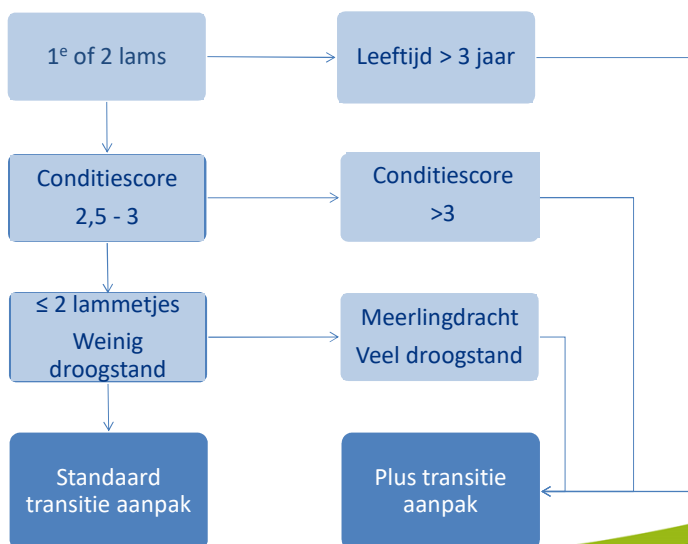 1e of 2 lams
Leeftijd > 3 jaar
Conditiescore
2,5 - 3
Conditiescore
>3
≤ 2 lammetjes
Weinig
droogstand
Meerlingdracht
Veel droogstand
Standaard
transitie aanpak
Plus transitie
aanpak